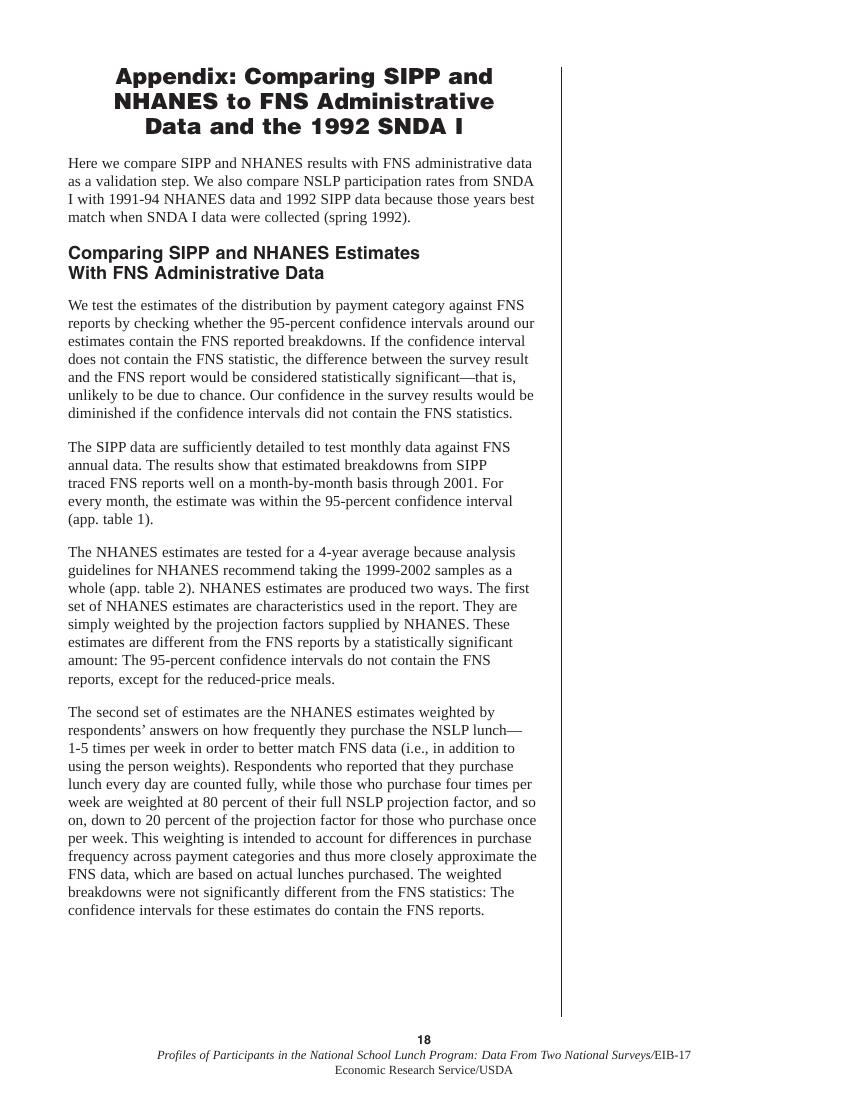 Appendix: Comparing SIPP and
NHANES to FNS Administrative
Data and the 1992 SNDA I
Here we compare SIPP and NHANES results with FNS administrative data
as a validation step. We also compare NSLP participation rates from SNDA
I with 1991-94 NHANES data and 1992 SIPP data because those years best
match when SNDA I data were collected (spring 1992).
Comparing SIPP and NHANES Estimates
With FNS Administrative Data
We test the estimates of the distribution by payment category against FNS
reports by checking whether the 95-percent confidence intervals around our
estimates contain the FNS reported breakdowns. If the confidence interval
does not contain the FNS statistic, the difference between the survey result
and the FNS report would be considered statistically significant—that is,
unlikely to be due to chance. Our confidence in the survey results would be
diminished if the confidence intervals did not contain the FNS statistics.
The SIPP data are sufficiently detailed to test monthly data against FNS
annual data. The results show that estimated breakdowns from SIPP
traced FNS reports well on a month-by-month basis through 2001. For
every month, the estimate was within the 95-percent confidence interval
(app. table 1).
The NHANES estimates are tested for a 4-year average because analysis
guidelines for NHANES recommend taking the 1999-2002 samples as a
whole (app. table 2). NHANES estimates are produced two ways. The first
set of NHANES estimates are characteristics used in the report. They are
simply weighted by the projection factors supplied by NHANES. These
estimates are different from the FNS reports by a statistically significant
amount: The 95-percent confidence intervals do not contain the FNS
reports, except for the reduced-price meals.
The second set of estimates are the NHANES estimates weighted by
respondents’ answers on how frequently they purchase the NSLP lunch—
1-5 times per week in order to better match FNS data (i.e., in addition to
using the person weights). Respondents who reported that they purchase
lunch every day are counted fully, while those who purchase four times per
week are weighted at 80 percent of their full NSLP projection factor, and so
on, down to 20 percent of the projection factor for those who purchase once
per week. This weighting is intended to account for differences in purchase
frequency across payment categories and thus more closely approximate the
FNS data, which are based on actual lunches purchased. The weighted
breakdowns were not significantly different from the FNS statistics: The
confidence intervals for these estimates do contain the FNS reports.
18
Profiles of Participants in the National School Lunch Program: Data From Two National Surveys/EIB-17
Economic Research Service/USDA